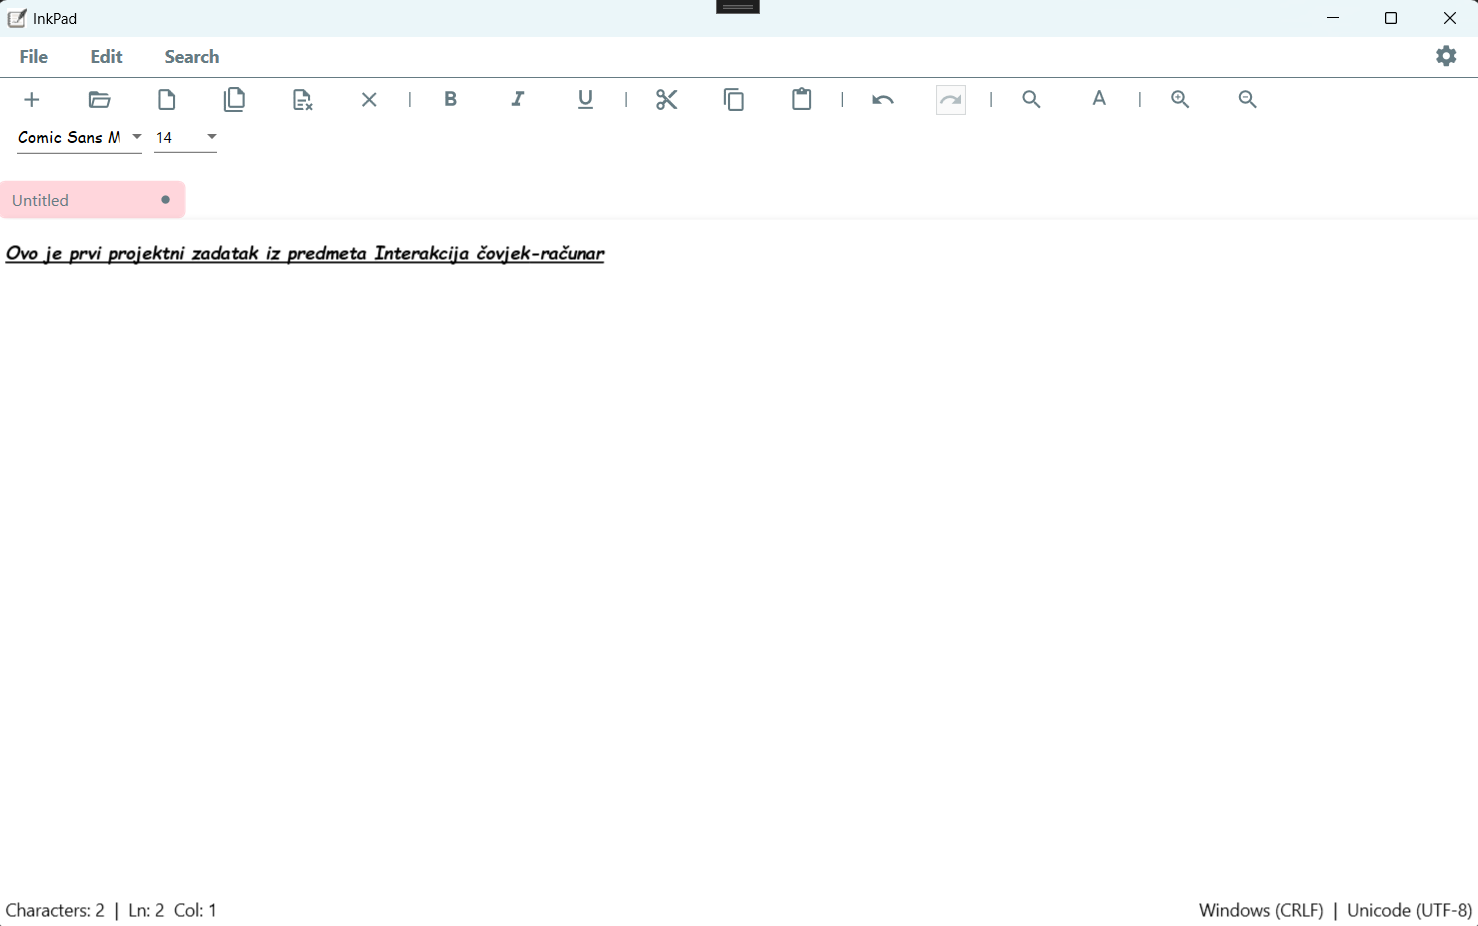 InkPad
File Edit Search
B I U A
Comic Sans M 14
Untitled
Ovo je prvi projektni zadatak iz predmeta Interakcija čovjek-računar
Characters: 2 | Ln: 2 Col: 1 Windows (CRLF) | Unicode (UTF-8)